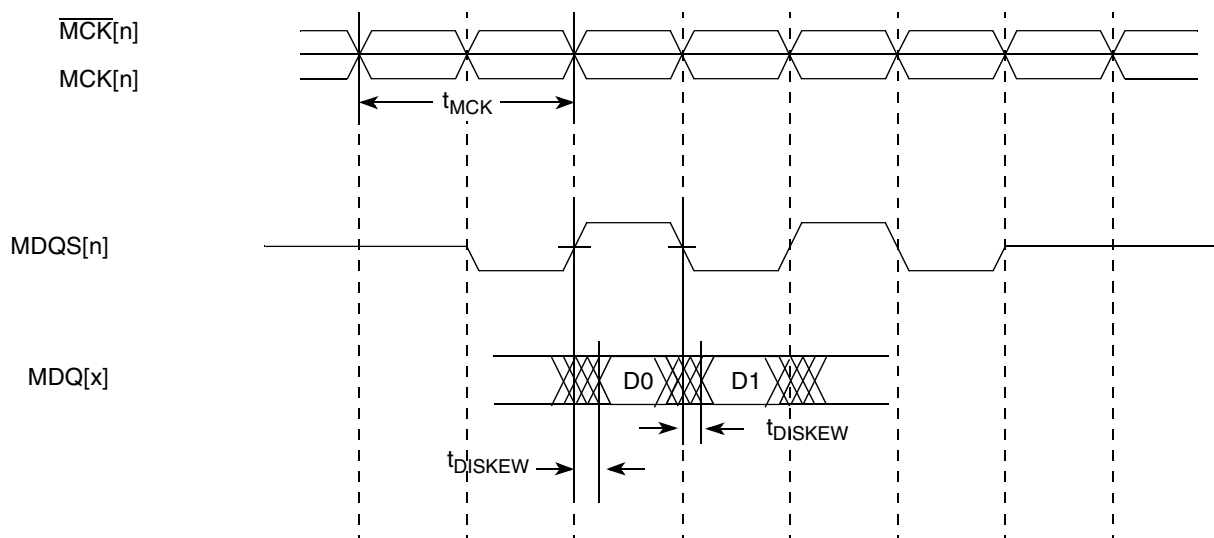 MCK[n]
MCK[n]
tMCK
MDQS[n]
MDQ[x]
D0
D1
tDISKEW
tDISKEW